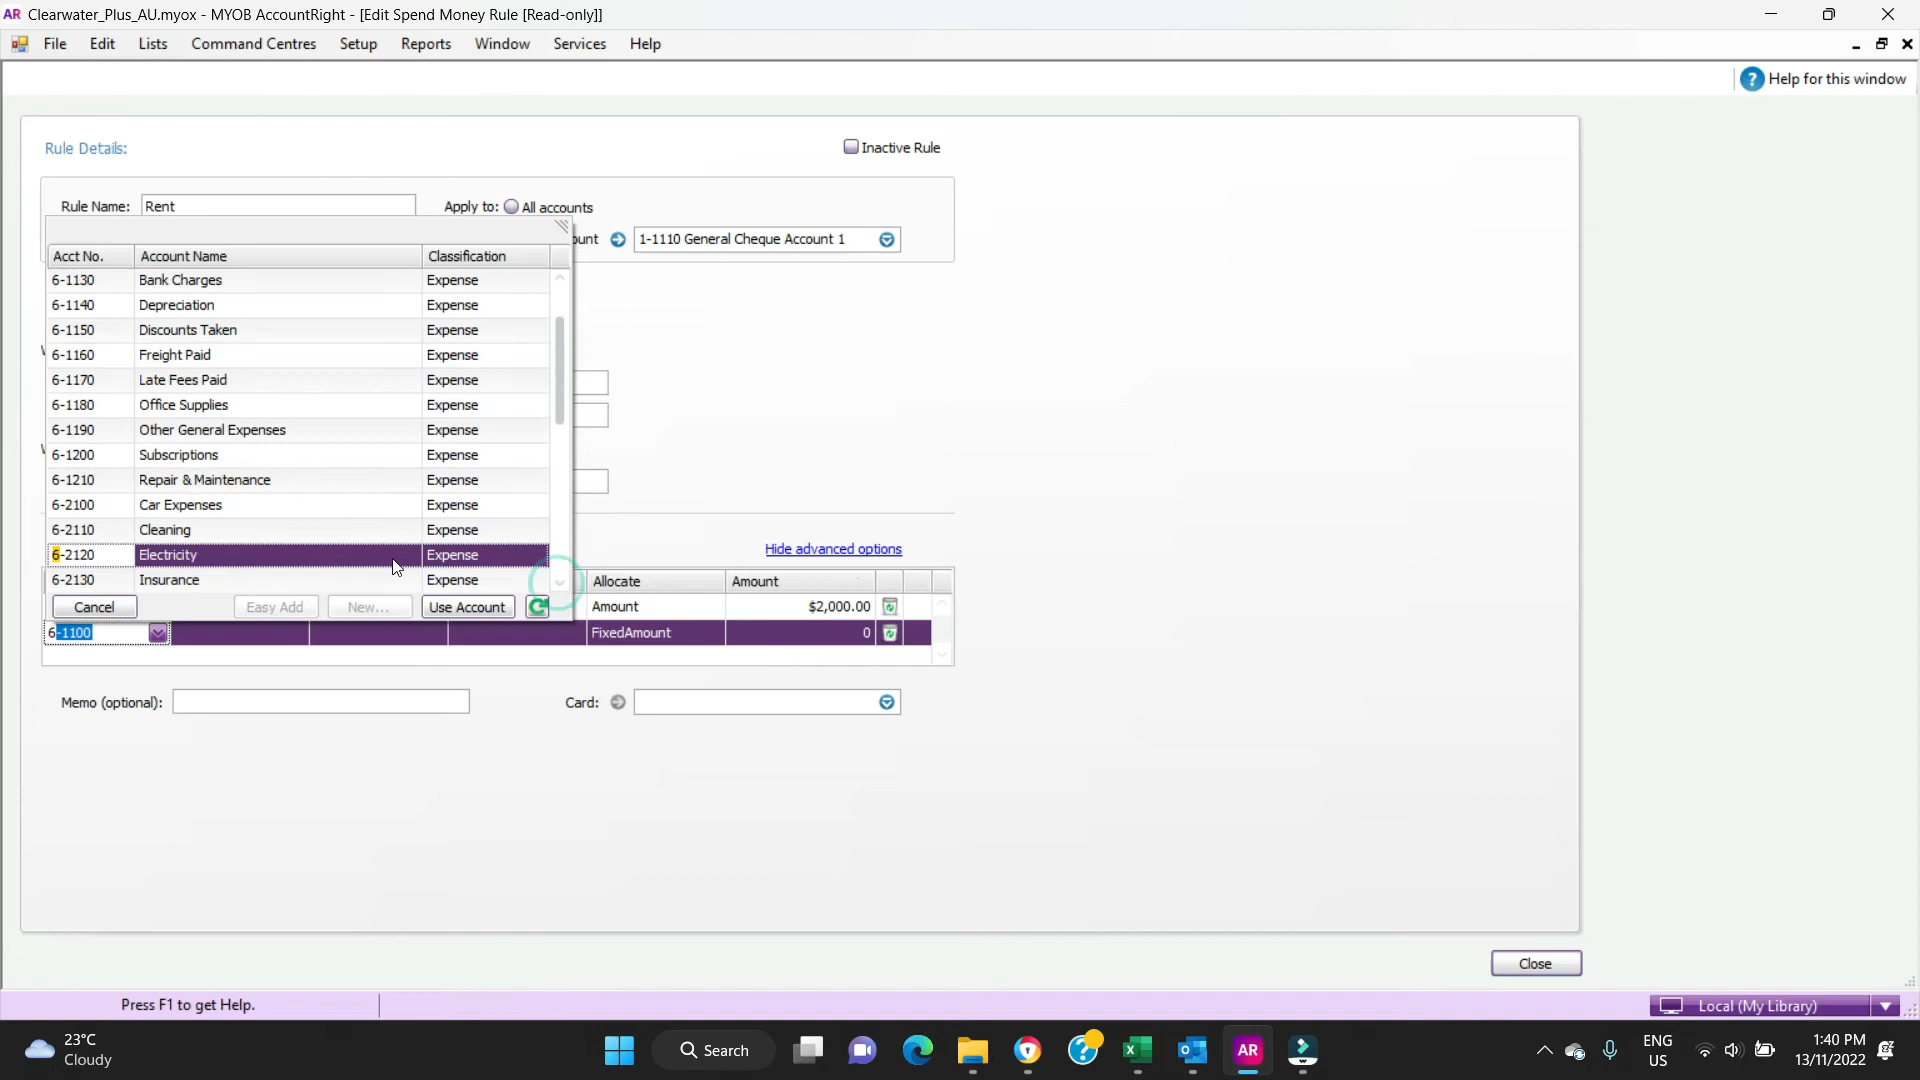 AR Clearwater_Plus_AU.myox - MYOB AccountRight - [Edit Spend Money Rule [Read-only]]
File Edit Lists Command Centres Setup Reports Window Services Help
? Help for this window
Rule Details:
Inactive Rule
Rule Name: Rent
Apply to: All accounts
ount 1-1110 General Cheque Account 1
Acct No. Account Name Classification
6-1130 Bank Charges Expense
6-1140 Depreciation Expense
6-1150 Discounts Taken Expense
6-1160 Freight Paid Expense
6-1170 Late Fees Paid Expense
6-1180 Office Supplies Expense
6-1190 Other General Expenses Expense
6-1200 Subscriptions Expense
6-1210 Repair & Maintenance Expense
6-2100 Car Expenses Expense
6-2110 Cleaning Expense
6-2120 Electricity Expense
6-2130 Insurance Expense
Cancel Easy Add New... Use Account
Hide advanced options
Allocate Amount
Amount $2,000.00
6-1100 FixedAmount 0
Memo (optional):
Card:
Close
Press F1 to get Help.
Local (My Library)
23°C
Cloudy
Search
AR
ENG
US
1:40 PM
13/11/2022